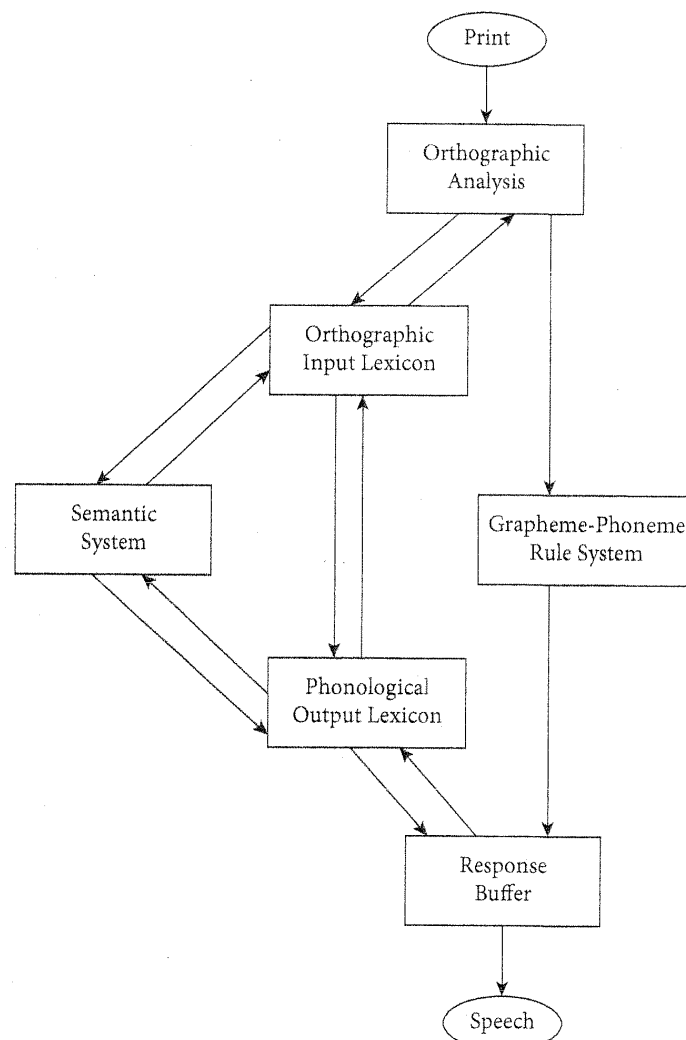 Print
Orthographic
Analysis
Orthographic
Input Lexicon
Semantic
System
Grapheme-Phoneme
Rule System
Phonological
Output Lexicon
Response
Buffer
Speech